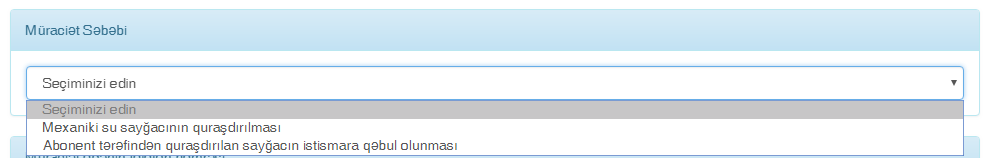 Müraciət Səbəbi
Seçiminizi edin
Seçiminizi edin
Mexaniki su sayğacının quraşdırılması
Abonent tərəfindən quraşdırılan sayğacın istismara qəbul olunması